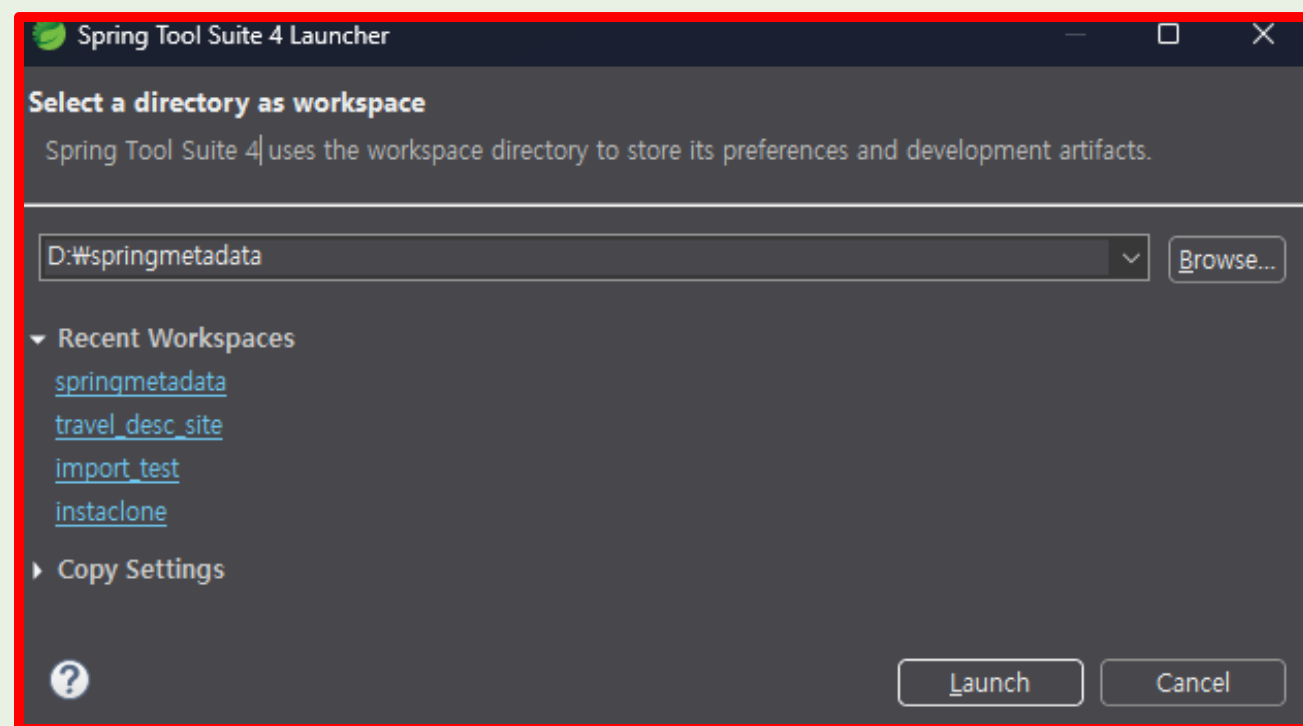 Spring Tool Suite 4 Launcher
Select a directory as workspace
Spring Tool Suite 4 uses the workspace directory to store its preferences and development artifacts.
D:₩springmetadata
Browse...
Recent Workspaces
springmetadata
travel_desc_site
import_test
instaclone
Copy Settings
?
Launch Cancel